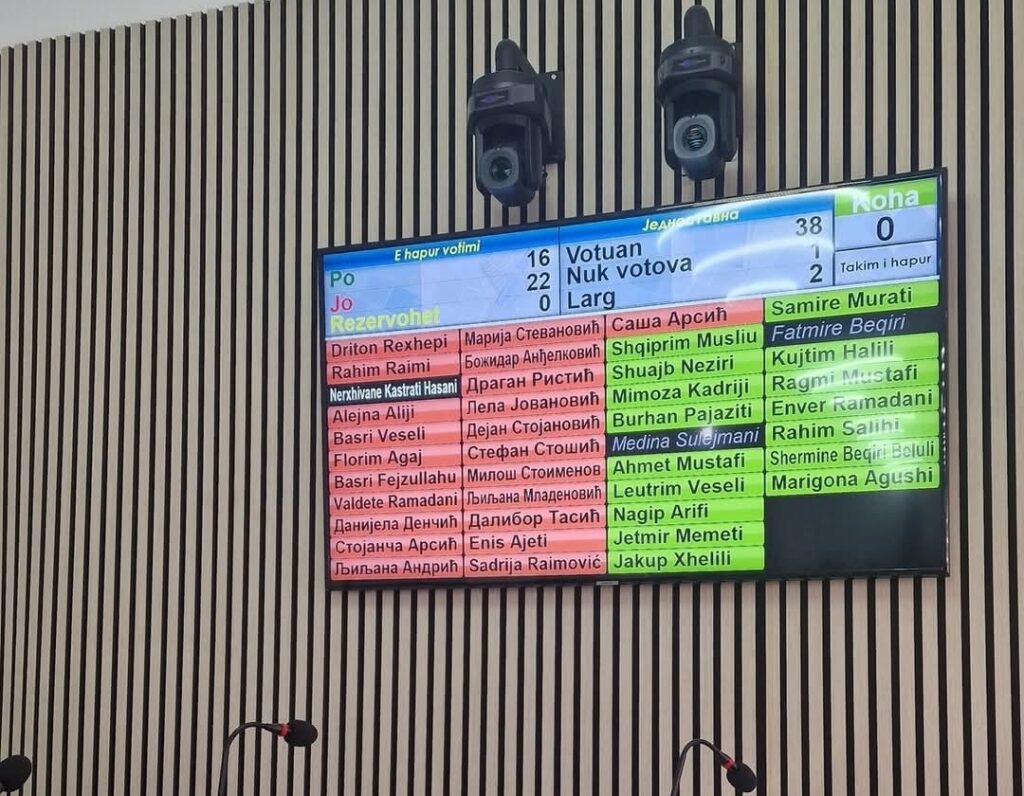 E hapur votimi
Једноставна
Koha
Po 16
Jo 22
Rezervohet 0
Votuan 38
Nuk votova 1
Larg 2
0
Takim i hapur
Driton Rexhepi
Rahim Raimi
Nerxhivane Kastrati Hasani
Alejna Aliji
Basri Veseli
Florim Agaj
Basri Fejzullahu
Valdete Ramadani
Данијела Денчић
Стојанча Арсић
Љиљана Андрић
Марија Стевановић
Божидар Анђелковић
Драган Ристић
Лела Јовановић
Дејан Стојановић
Стефан Стошић
Милош Стоименов
Љиљана Младеновић
Далибор Тасић
Enis Ajeti
Sadrija Raimović
Саша Арсић
Shqiprim Musliu
Shuajb Neziri
Mimoza Kadriji
Burhan Pajaziti
Medina Sulejmani
Ahmet Mustafi
Leutrim Veseli
Nagip Arifi
Jetmir Memeti
Jakup Xhelili
Samire Murati
Fatmire Beqiri
Kujtim Halili
Ragmi Mustafi
Enver Ramadani
Rahim Salihi
Shermine Beqiri Beluli
Marigona Agushi